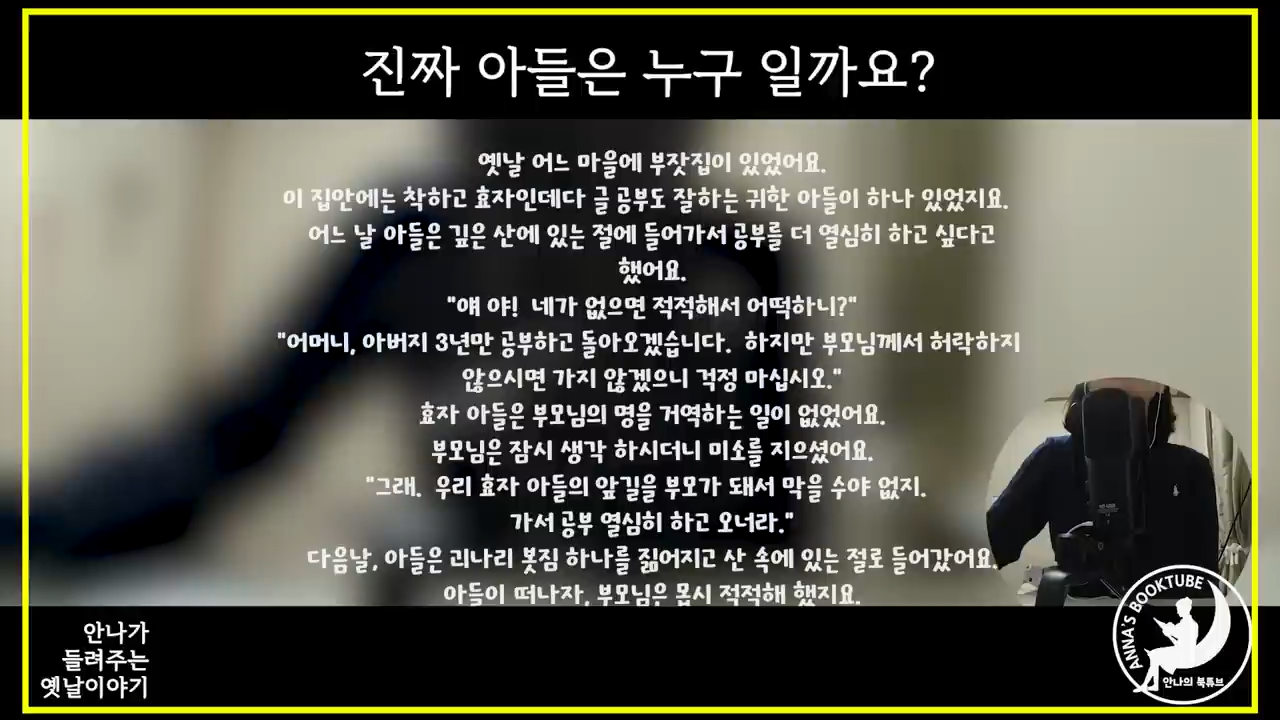 진짜 아들은 누구 일까요?
옛날 어느 마을에 부잣집이 있었어요.
이 집안에는 착하고 효자인데다 글 공부도 잘하는 귀한 아들이 하나 있었지요.
어느 날 아들은 깊은 산에 있는 절에 들어가서 공부를 더 열심히 하고 싶다고
했어요.
"얘 야!  네가 없으면 적적해서 어떡하니?"
"어머니, 아버지 3년만 공부하고 돌아오겠습니다.  하지만 부모님께서 허락하지
않으시면 가지 않겠으니 걱정 마십시오."
효자 아들은 부모님의 명을 거역하는 일이 없었어요.
부모님은 잠시 생각 하시더니 미소를 지으셨어요.
"그래.  우리 효자 아들의 앞길을 부모가 돼서 막을 수야 없지.
가서 공부 열심히 하고 오너라."
다음날, 아들은 괴나리 봇짐 하나를 짊어지고 산 속에 있는 절로 들어갔어요.
아들이 떠나자, 부모님은 몹시 적적해 했지요.
안나가
들려주는
옛날이야기
ANNA'S BOOKTUBE
안나의 북튜브